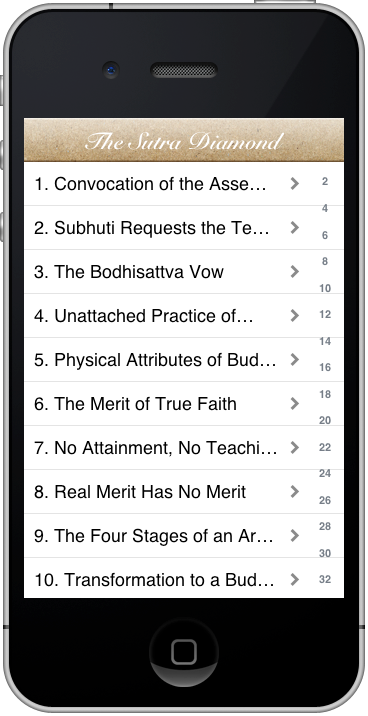 The Sutra Diamond
1. Convocation of the Asse…
2. Subhuti Requests the Te…
3. The Bodhisattva Vow
4. Unattached Practice of…
5. Physical Attributes of Bud…
6. The Merit of True Faith
7. No Attainment, No Teachi…
8. Real Merit Has No Merit
9. The Four Stages of an Ar…
10. Transformation to a Bud…
2
4
6
8
10
12
14
16
18
20
22
24
26
28
30
32